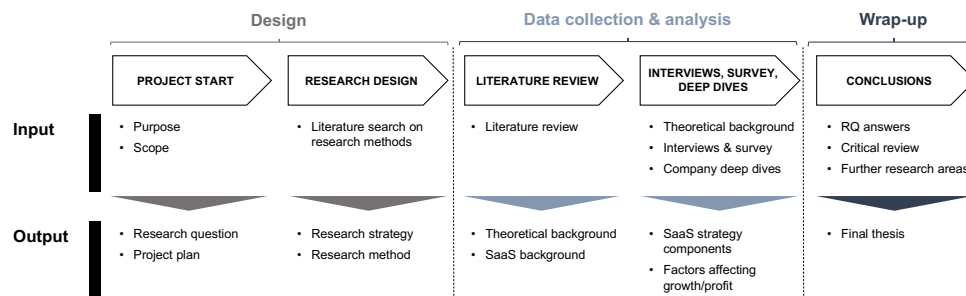 Design
Data collection & analysis
Wrap-up
PROJECT START
RESEARCH DESIGN
LITERATURE REVIEW
INTERVIEWS, SURVEY,
DEEP DIVES
CONCLUSIONS
Input
• Purpose
• Scope
• Literature search on
research methods
• Literature review
• Theoretical background
• Interviews & survey
• Company deep dives
• RQ answers
• Critical review
• Further research areas
Output
• Research question
• Project plan
• Research strategy
• Research method
• Theoretical background
• SaaS background
• SaaS strategy
components
• Factors affecting
growth/profit
• Final thesis